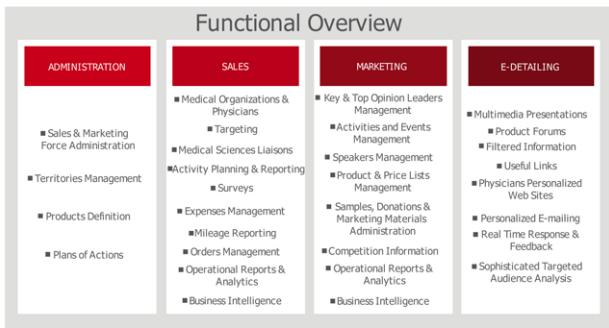 Functional Overview
ADMINISTRATION
■ Sales & Marketing
Force Administration
■ Territories Management
■ Products Definition
■ Plans of Actions
SALES
■ Medical Organizations &
Physicians
■ Targeting
■ Medical Sciences Liaisons
■ Activity Planning & Reporting
■ Surveys
■ Expenses Management
■ Mileage Reporting
■ Orders Management
■ Operational Reports &
Analytics
■ Business Intelligence
MARKETING
■ Key & Top Opinion Leaders
Management
■ Activities and Events
Management
■ Speakers Management
■ Product & Price Lists
Management
■ Samples, Donations &
Marketing Materials
Administration
■ Competition Information
■ Operational Reports &
Analytics
■ Business Intelligence
E-DETAILING
■ Multimedia Presentations
■ Product Forums
■ Filtered Information
■ Useful Links
■ Physicians Personalized
Web Sites
■ Personalized E-mailing
■ Real Time Response &
Feedback
■ Sophisticated Targeted
Audience Analysis